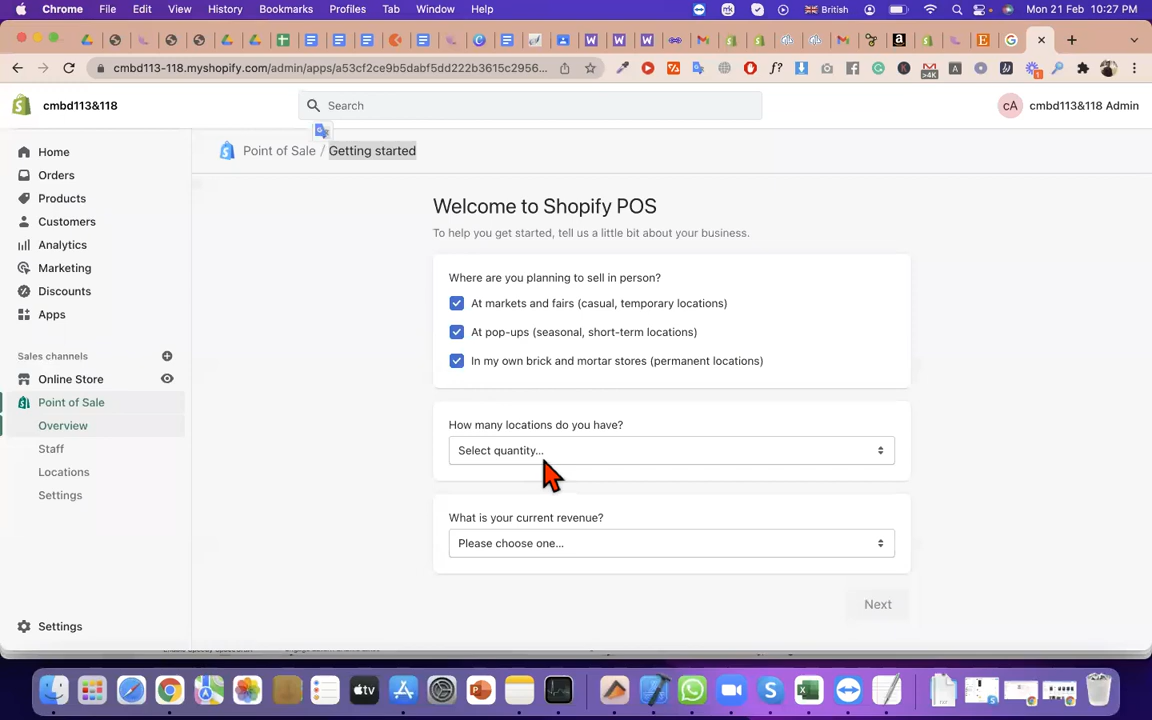 Chrome File Edit View History Bookmarks Profiles Tab Window Help
British Mon 21 Feb 10:27 PM
cmbd113-118.myshopify.com/admin/apps/a53cf2ce9b5dabf5dd222b3615c2956...
cmbd113&118
Search
cA cmbd113&118 Admin
Point of Sale / Getting started
Home
Orders
Products
Customers
Analytics
Marketing
Discounts
Apps
Sales channels
Online Store
Point of Sale
Overview
Staff
Locations
Settings
Settings
Welcome to Shopify POS
To help you get started, tell us a little bit about your business.
Where are you planning to sell in person?
At markets and fairs (casual, temporary locations)
At pop-ups (seasonal, short-term locations)
In my own brick and mortar stores (permanent locations)
How many locations do you have?
Select quantity...
What is your current revenue?
Please choose one...
Next